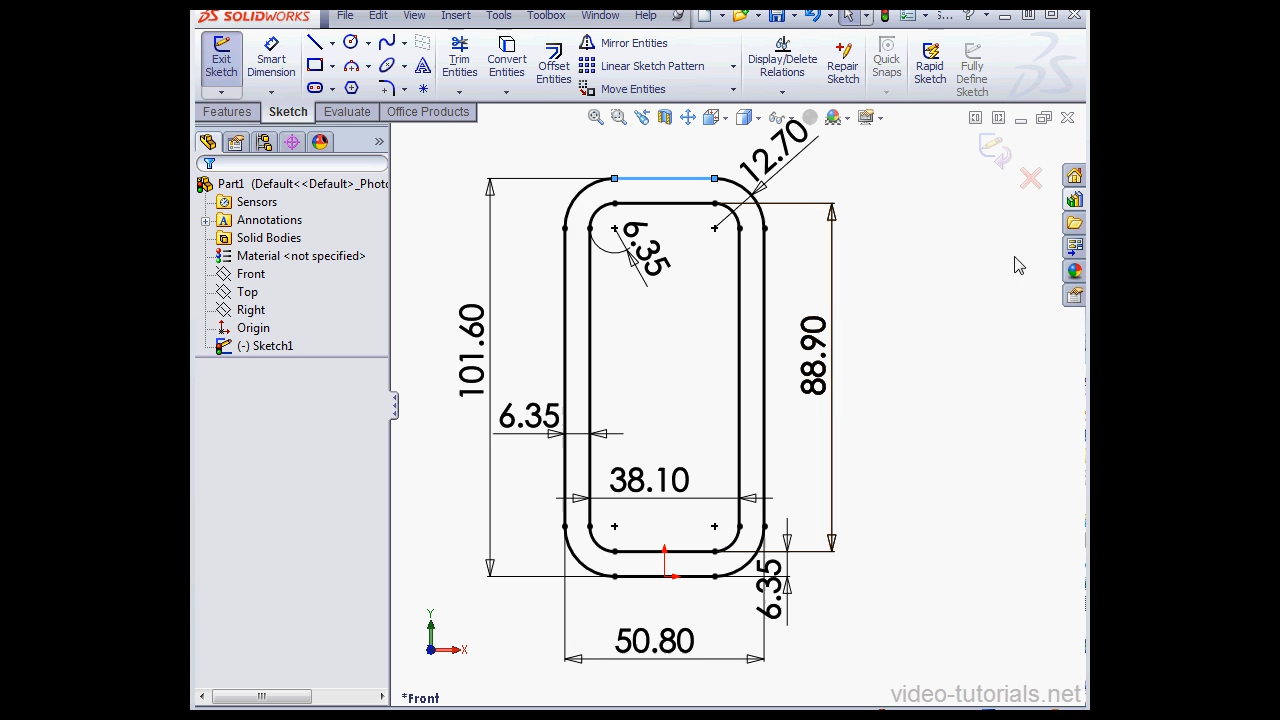 SOLIDWORKS File Edit View Insert Tools Toolbox Window Help S...
Exit Sketch
Smart Dimension
Trim Entities
Convert Entities
Offset Entities
Mirror Entities
Linear Sketch Pattern
Move Entities
Display/Delete Relations
Repair Sketch
Quick Snaps
Rapid Sketch
Fully Define Sketch
Features Sketch Evaluate Office Products
Part1 (Default<<Default>_Phot
Sensors
Annotations
Solid Bodies
Material <not specified>
Front
Top
Right
Origin
(-) Sketch1
12.70
6.35
101.60
88.90
6.35
38.10
6.35
50.80
Y
X
*Front
video-tutorials.net